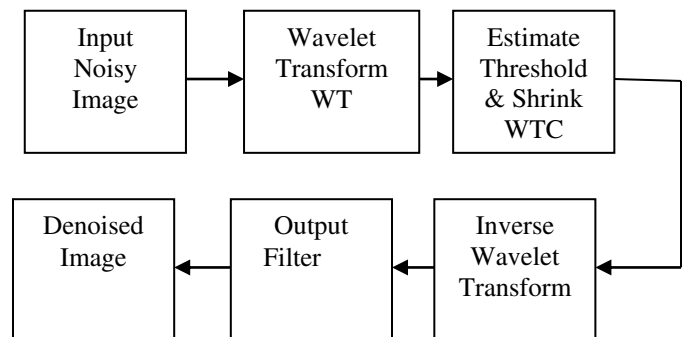 Input
Noisy
Image
Wavelet
Transform
WT
Estimate
Threshold
& Shrink
WTC
Denoised
Image
Output
Filter
Inverse
Wavelet
Transform